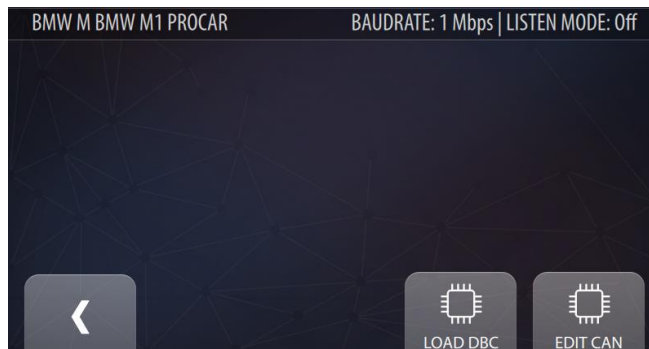 BMW M BMW M1 PROCAR
BAUDRATE: 1 Mbps | LISTEN MODE: Off
LOAD DBC
EDIT CAN